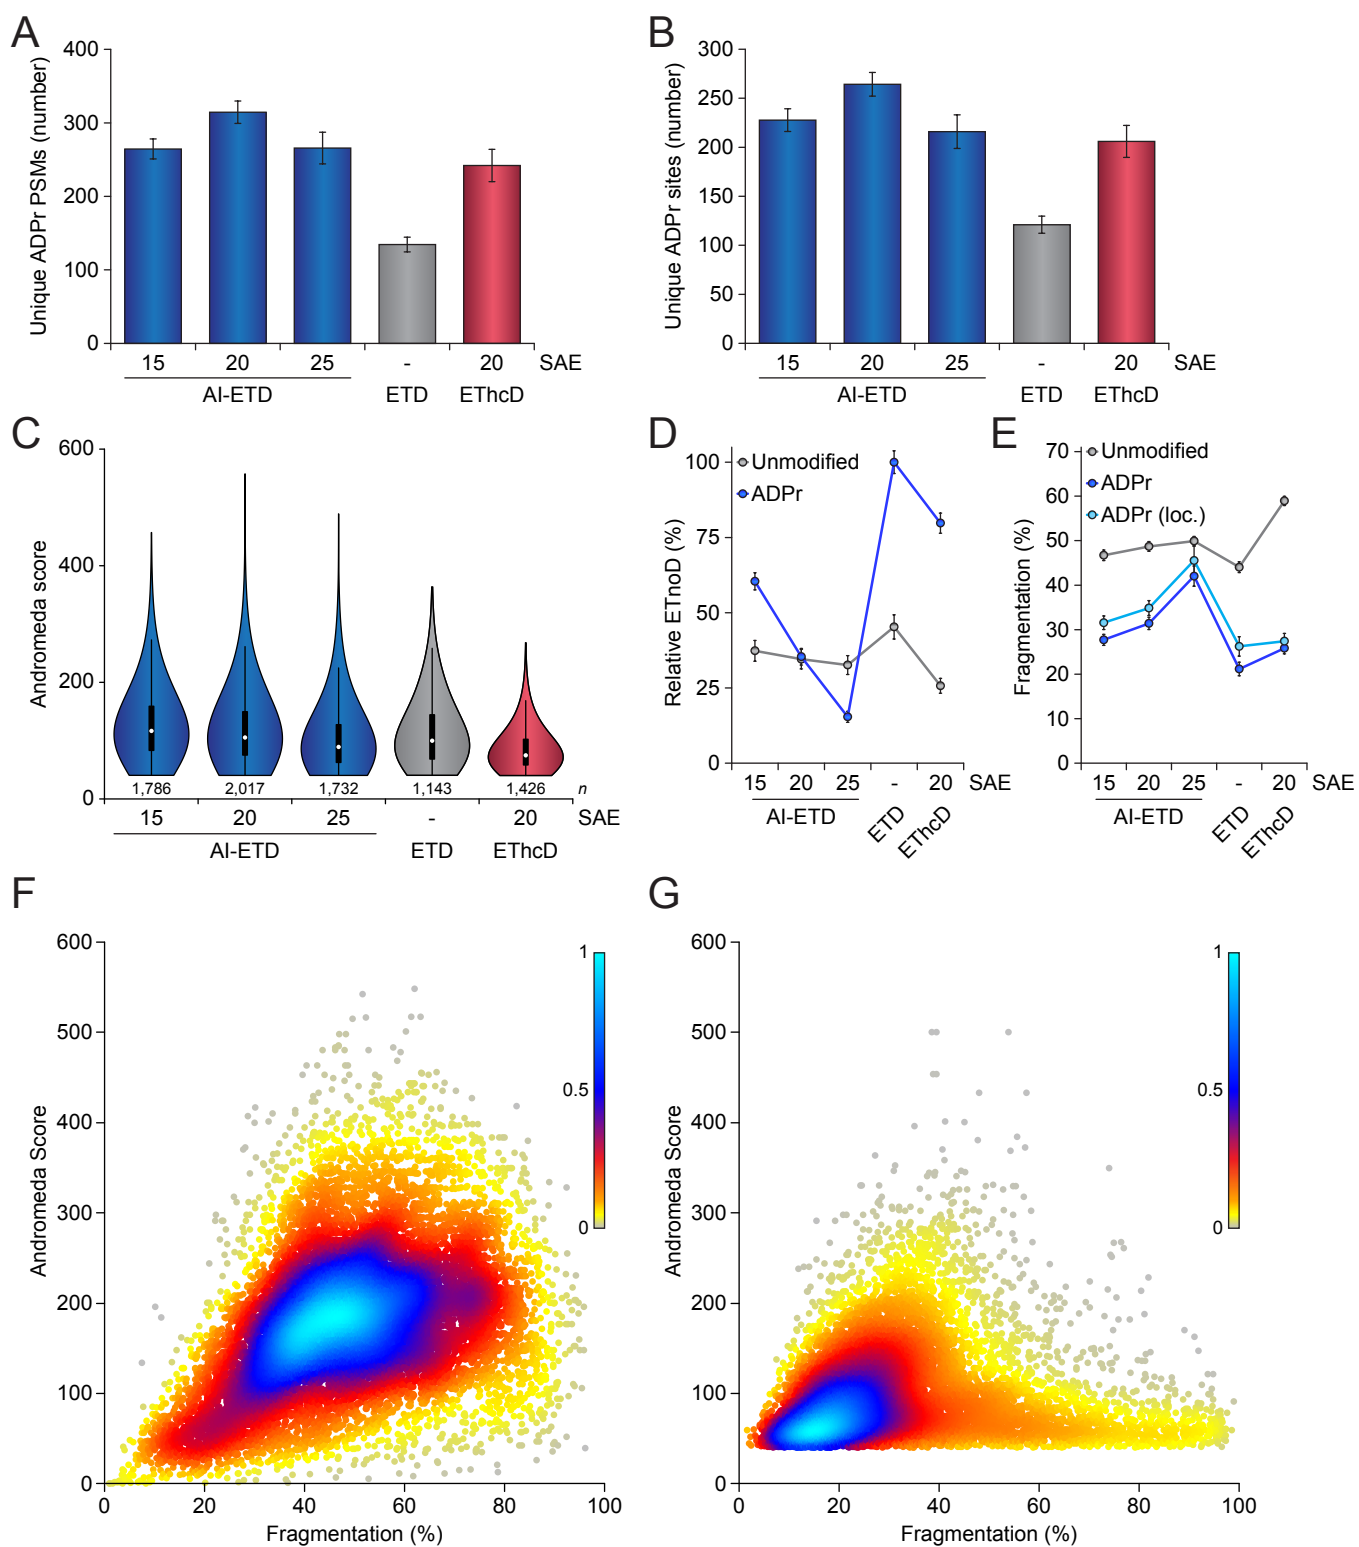 A
Unique ADPr PSMs (number)
400
300
200
100
0
15 20 25 - 20 SAE
AI-ETD ETD EThcD
B
Unique ADPr sites (number)
300
250
200
150
100
50
0
15 20 25 - 20 SAE
AI-ETD ETD EThcD
C
Andromeda score
600
400
200
0
1,786 2,017 1,732 1,143 1,426 n
15 20 25 - 20 SAE
AI-ETD ETD EThcD
D
Relative ETnoD (%)
Unmodified
ADPr
100
75
50
25
0
15 20 25 - 20 SAE
AI-ETD ETD EThcD
E
Fragmentation (%)
Unmodified
ADPr
ADPr (loc.)
70
60
50
40
30
20
10
0
15 20 25 - 20 SAE
AI-ETD ETD EThcD
F
Andromeda Score
600
500
400
300
200
100
0
1
0.5
0
0 20 40 60 80 100
Fragmentation (%)
G
Andromeda Score
600
500
400
300
200
100
0
1
0.5
0
0 20 40 60 80 100
Fragmentation (%)